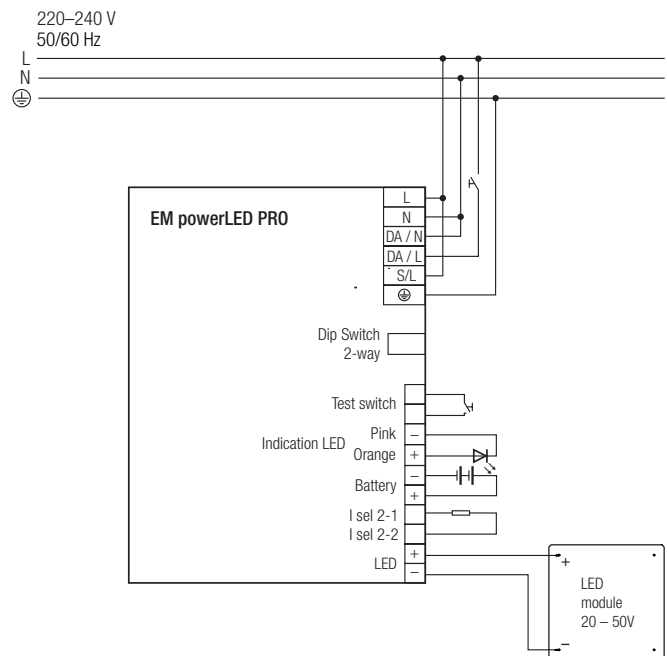 220–240 V
50/60 Hz
L
N
EM powerLED PRO
L
N
DA / N
DA / L
S/L
Dip Switch
2-way
Test switch
Indication LED
Pink
–
Orange
+
Battery
–
+
I sel 2-1
I sel 2-2
LED
+
–
+
LED
module
20 – 50V
–